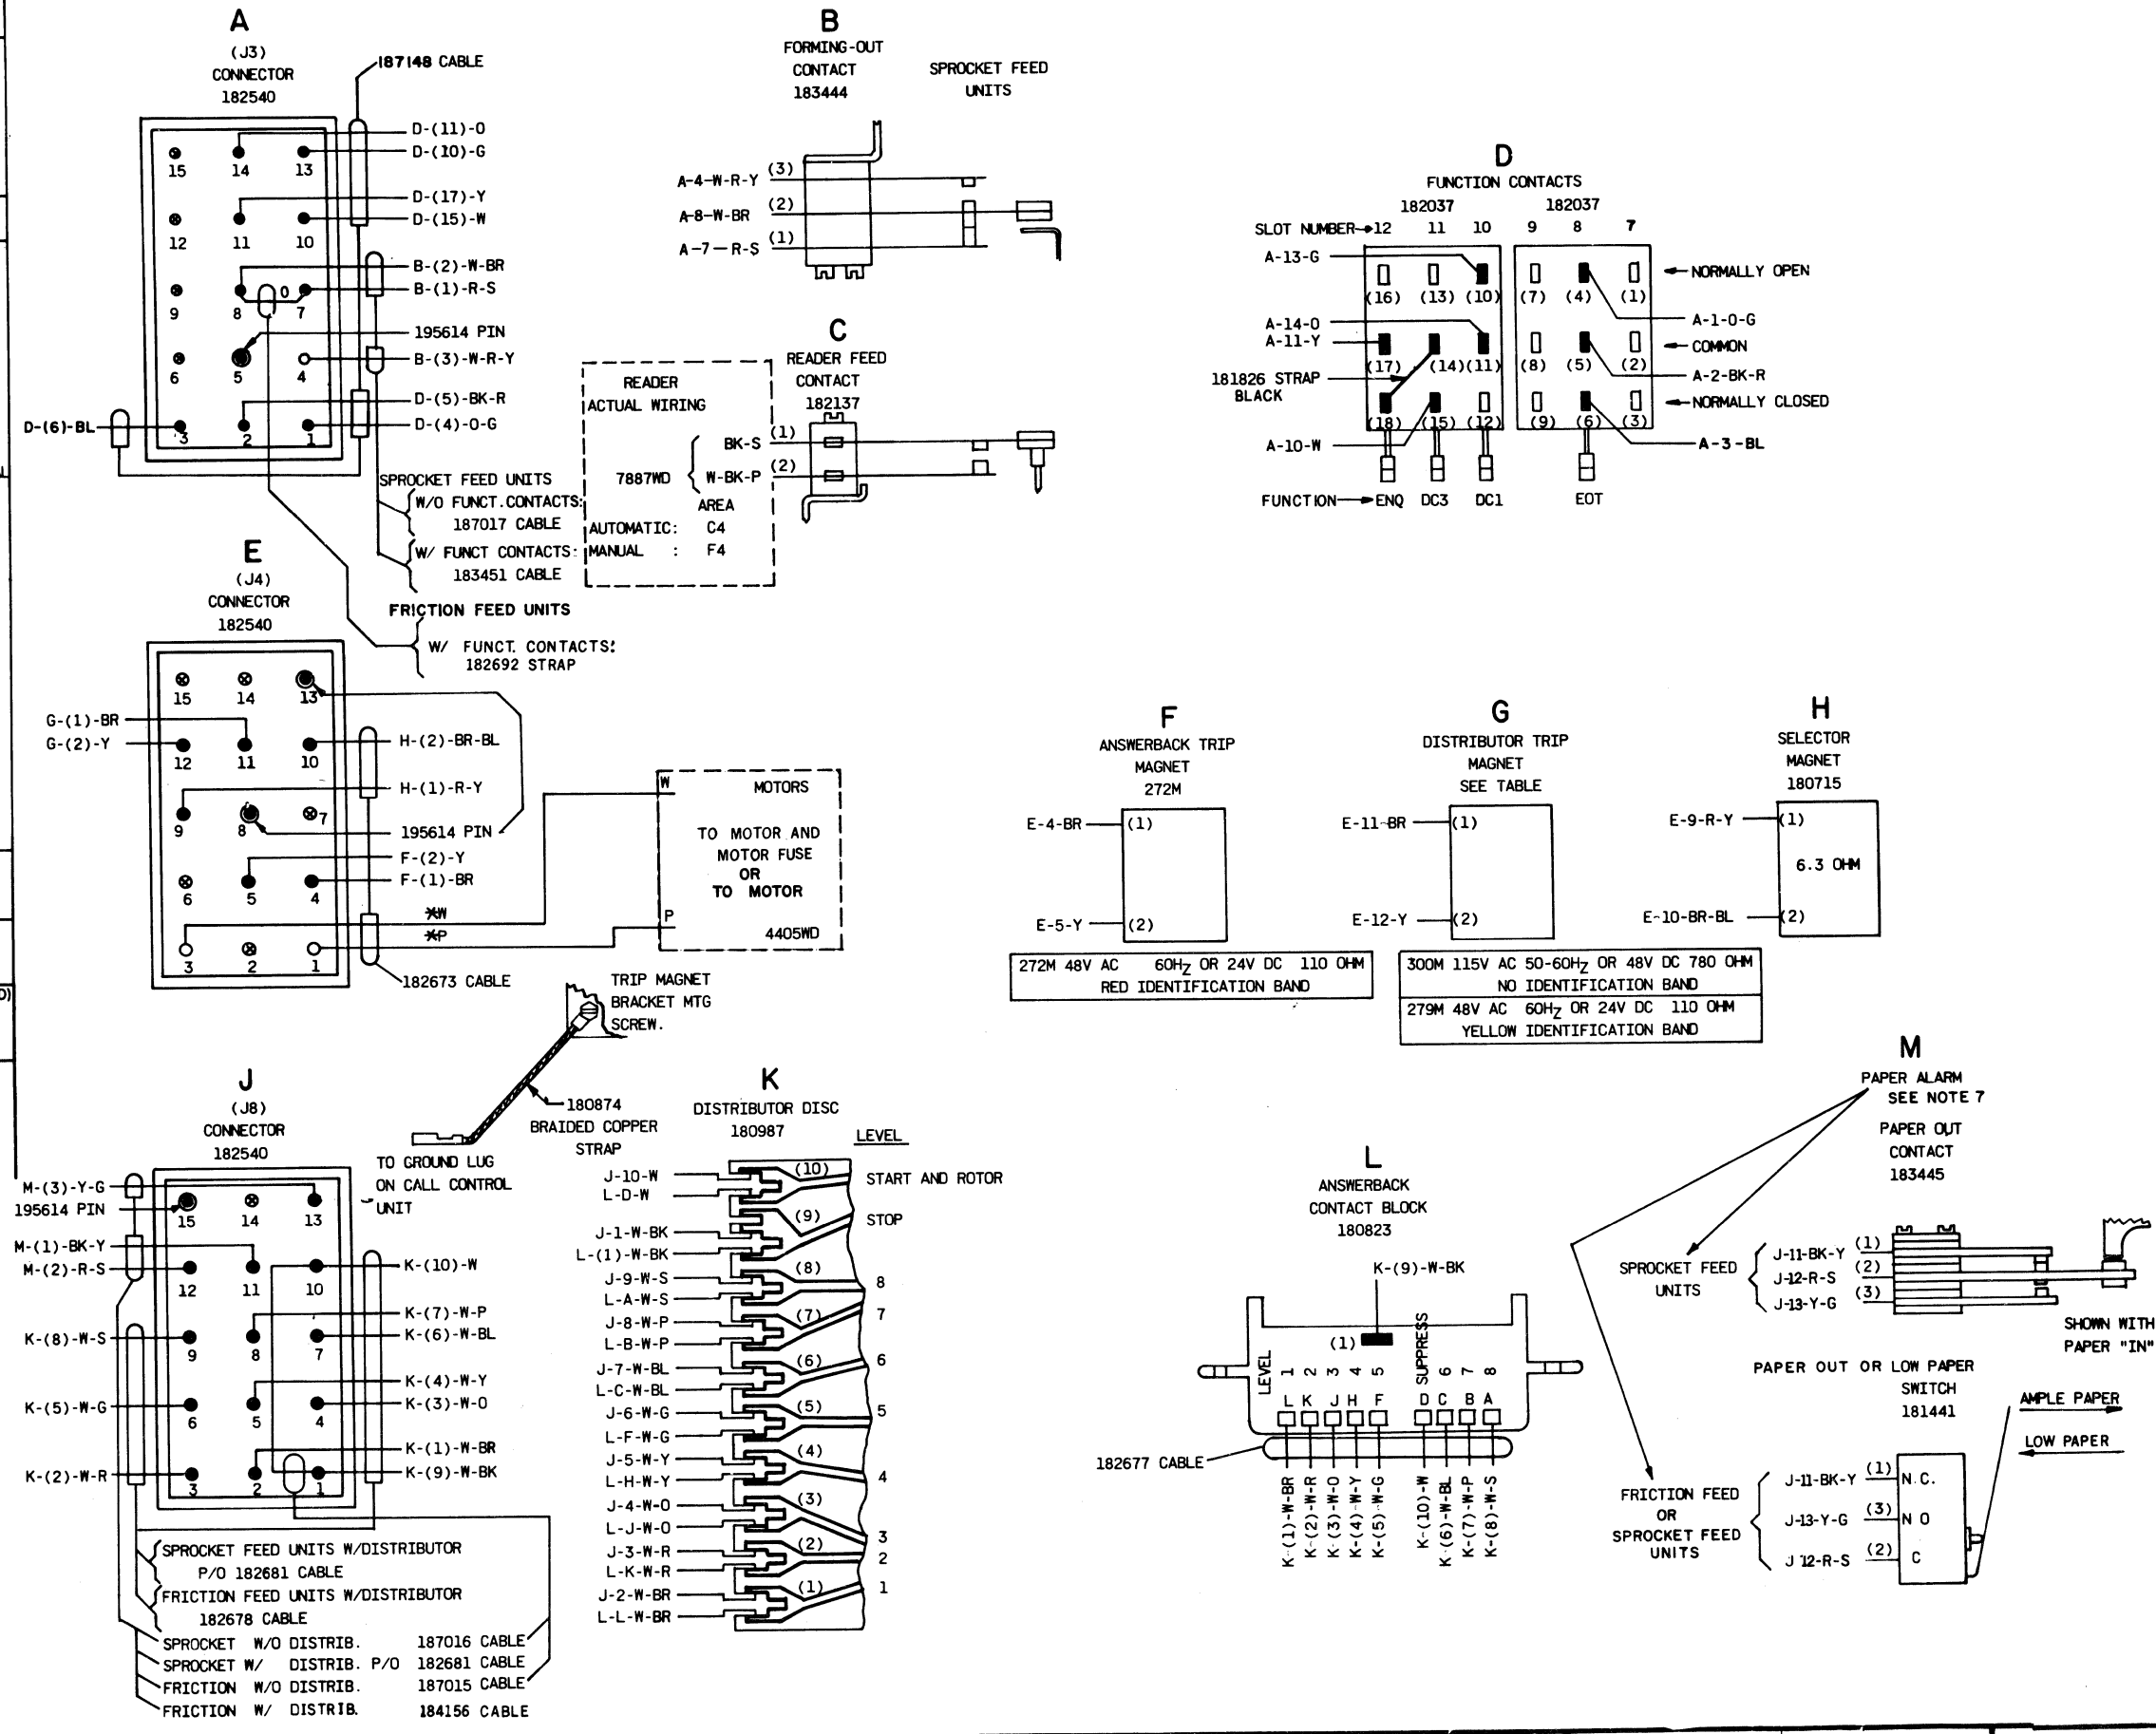 A
(J3)
CONNECTOR
182540
187148 CABLE
D-(11)-O
D-(10)-G
15 14 13
D-(17)-Y
D-(15)-W
12 11 10
B-(2)-W-BR
B-(1)-R-S
O
9 8 7
195614 PIN
B-(3)-W-R-Y
6 5 4
D-(5)-BK-R
D-(4)-O-G
D-(6)-BL
3 2 1
SPROCKET FEED UNITS
W/O FUNCT.CONTACTS:
187017 CABLE
W/ FUNCT CONTACTS:
183451 CABLE
FRICTION FEED UNITS
W/ FUNCT. CONTACTS:
182692 STRAP
B
FORMING-OUT
CONTACT
183444
SPROCKET FEED
UNITS
A-4-W-R-Y (3)
A-8-W-BR (2)
A-7-R-S (1)
C
READER FEED
CONTACT
182137
READER
ACTUAL WIRING
BK-S (1)
7887WD W-BK-P (2)
AREA
AUTOMATIC: C4
MANUAL : F4
D
FUNCTION CONTACTS
182037 182037
SLOT NUMBER 12 11 10 9 8 7
A-13-G
NORMALLY OPEN
(16) (13) (10) (7) (4) (1)
A-14-O
A-1-O-G
A-11-Y
COMMON
(17) (14) (11) (8) (5) (2)
181826 STRAP
BLACK
A-2-BK-R
NORMALLY CLOSED
(18) (15) (12) (9) (6) (3)
A-10-W
A-3-BL
FUNCTION ENQ DC3 DC1 EOT
E
(J4)
CONNECTOR
182540
15 14 13
G-(1)-BR
G-(2)-Y
H-(2)-BR-BL
12 11 10
H-(1)-R-Y
9 8 7
195614 PIN
F-(2)-Y
F-(1)-BR
6 5 4
*W
*P
3 2 1
182673 CABLE
W
MOTORS
TO MOTOR AND
MOTOR FUSE
OR
TO MOTOR
P
4405WD
F
ANSWERBACK TRIP
MAGNET
272M
E-4-BR (1)
E-5-Y (2)
272M 48V AC 60HZ OR 24V DC 110 OHM
RED IDENTIFICATION BAND
G
DISTRIBUTOR TRIP
MAGNET
SEE TABLE
E-11-BR (1)
E-12-Y (2)
300M 115V AC 50-60HZ OR 48V DC 780 OHM
NO IDENTIFICATION BAND
279M 48V AC 60HZ OR 24V DC 110 OHM
YELLOW IDENTIFICATION BAND
H
SELECTOR
MAGNET
180715
E-9-R-Y (1)
6.3 OHM
E-10-BR-BL (2)
TRIP MAGNET
BRACKET MTG
SCREW.
180874
BRAIDED COPPER
STRAP
TO GROUND LUG
ON CALL CONTROL
UNIT
J
(J8)
CONNECTOR
182540
M-(3)-Y-G
195614 PIN
15 14 13
M-(1)-BK-Y
M-(2)-R-S
K-(10)-W
12 11 10
K-(7)-W-P
K-(8)-W-S
K-(6)-W-BL
9 8 7
K-(4)-W-Y
K-(5)-W-G
K-(3)-W-O
6 5 4
K-(1)-W-BR
K-(2)-W-R
K-(9)-W-BK
3 2 1
SPROCKET FEED UNITS W/DISTRIBUTOR
P/O 182681 CABLE
FRICTION FEED UNITS W/DISTRIBUTOR
182678 CABLE
SPROCKET W/O DISTRIB. 187016 CABLE
SPROCKET W/ DISTRIB. P/O 182681 CABLE
FRICTION W/O DISTRIB. 187015 CABLE
FRICTION W/ DISTRIB. 184156 CABLE
K
DISTRIBUTOR DISC
180987
LEVEL
J-10-W (10) START AND ROTOR
L-D-W
(9) STOP
J-1-W-BK
L-(1)-W-BK
J-9-W-S (8) 8
L-A-W-S
J-8-W-P (7) 7
L-B-W-P
J-7-W-BL (6) 6
L-C-W-BL
J-6-W-G (5) 5
L-F-W-G
J-5-W-Y (4) 4
L-H-W-Y
J-4-W-O (3) 3
L-J-W-O
J-3-W-R (2) 2
L-K-W-R
J-2-W-BR (1) 1
L-L-W-BR
L
ANSWERBACK
CONTACT BLOCK
180823
K-(9)-W-BK
(1)
LEVEL 1 2 3 4 5 SUPPRESS 6 7 8
L K J H F D C B A
182677 CABLE
K-(1)-W-BR
K-(2)-W-R
K-(3)-W-O
K-(4)-W-Y
K-(5)-W-G
K-(10)-W
K-(6)-W-BL
K-(7)-W-P
K-(8)-W-S
M
PAPER ALARM
SEE NOTE 7
PAPER OUT
CONTACT
183445
SPROCKET FEED
UNITS
J-11-BK-Y (1)
J-12-R-S (2)
J-13-Y-G (3)
SHOWN WITH
PAPER "IN"
PAPER OUT OR LOW PAPER
SWITCH
181441
AMPLE PAPER
LOW PAPER
FRICTION FEED
OR
SPROCKET FEED
UNITS
J-11-BK-Y (1) N.C.
J-13-Y-G (3) N O
J 12-R-S (2) C